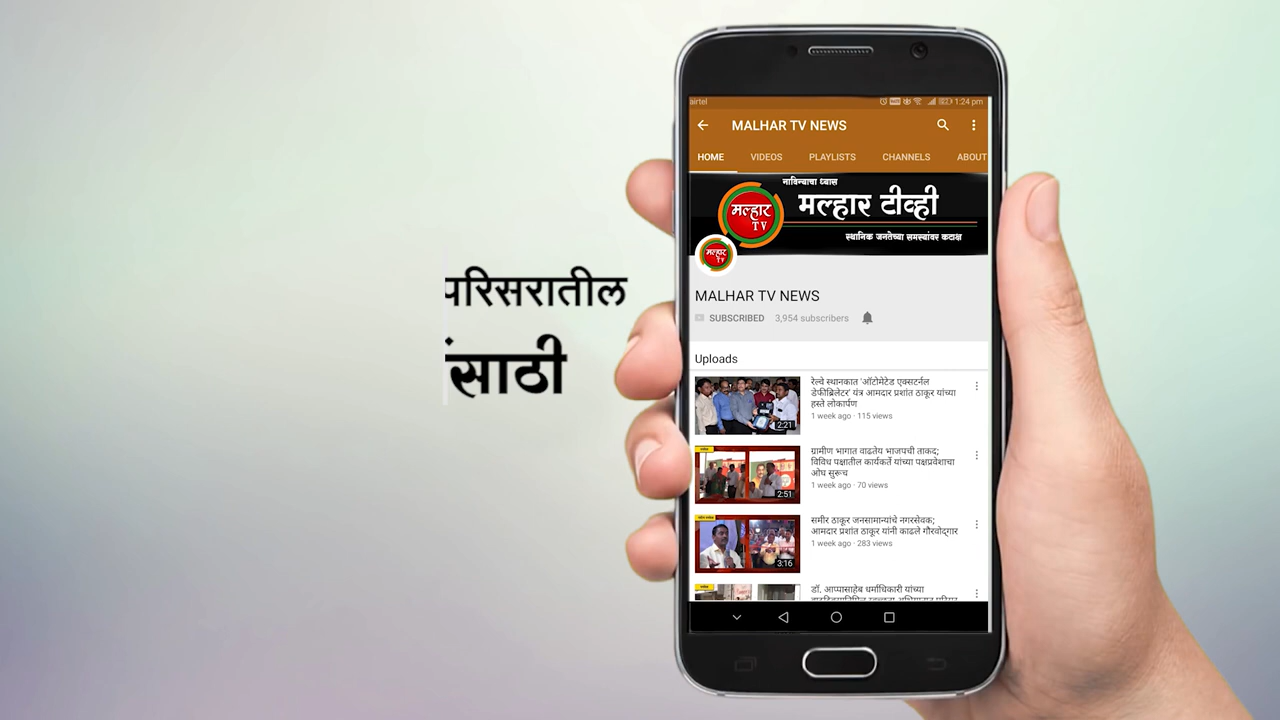 परिसरातील
साठी
airtel
1:24 pm
MALHAR TV NEWS
HOME VIDEOS PLAYLISTS CHANNELS ABOUT
नाविन्याचा ध्यास
मल्हार टीव्ही
स्थानिक जनतेच्या समस्यांवर कटाक्ष
मल्हार
TV
मल्हार
TV
MALHAR TV NEWS
SUBSCRIBED 3,954 subscribers
Uploads
रेल्वे स्थानकात 'ऑटोमेटेड एक्सटर्नल
डेफीब्रिलेटर' यंत्र आमदार प्रशांत ठाकूर यांच्या
हस्ते लोकार्पण
1 week ago · 115 views
2:21
ग्रामीण भागात वाढतेय भाजपची ताकद;
विविध पक्षातील कार्यकर्ते यांच्या पक्षप्रवेशाचा
ओघ सुरूच
1 week ago · 70 views
2:51
समीर ठाकूर जनसामान्यांचे नगरसेवक;
आमदार प्रशांत ठाकूर यांनी काढले गौरवोद्गार
1 week ago · 283 views
3:16
डॉ. आप्पासाहेब धर्माधिकारी यांच्या